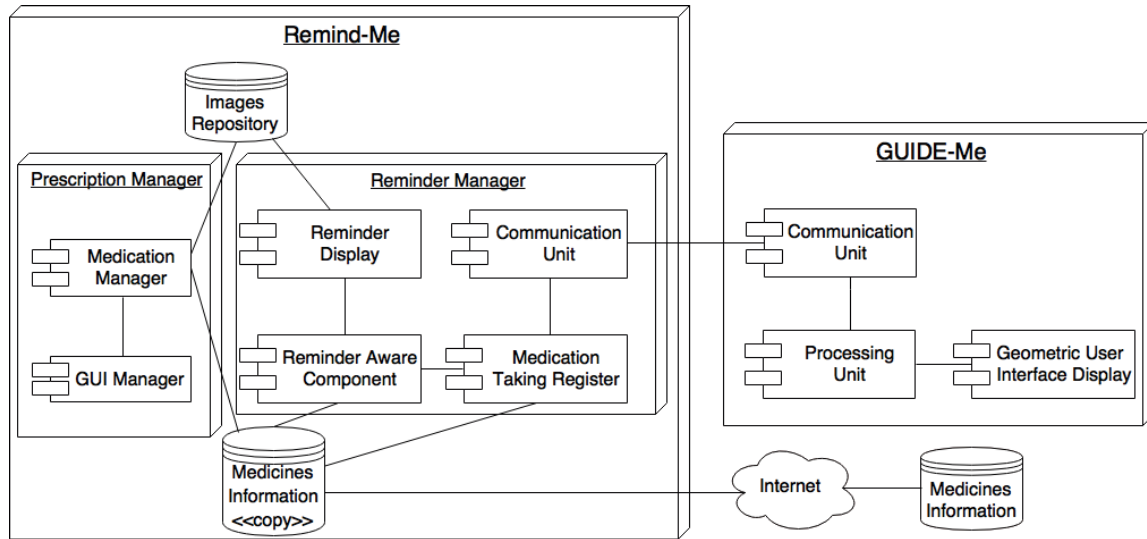 Remind-Me
Images
Repository
Prescription Manager
Medication
Manager
GUI Manager
Reminder Manager
Reminder
Display
Communication
Unit
Reminder Aware
Component
Medication
Taking Register
Medicines
Information
<<copy>>
GUIDE-Me
Communication
Unit
Processing
Unit
Geometric User
Interface Display
Internet
Medicines
Information